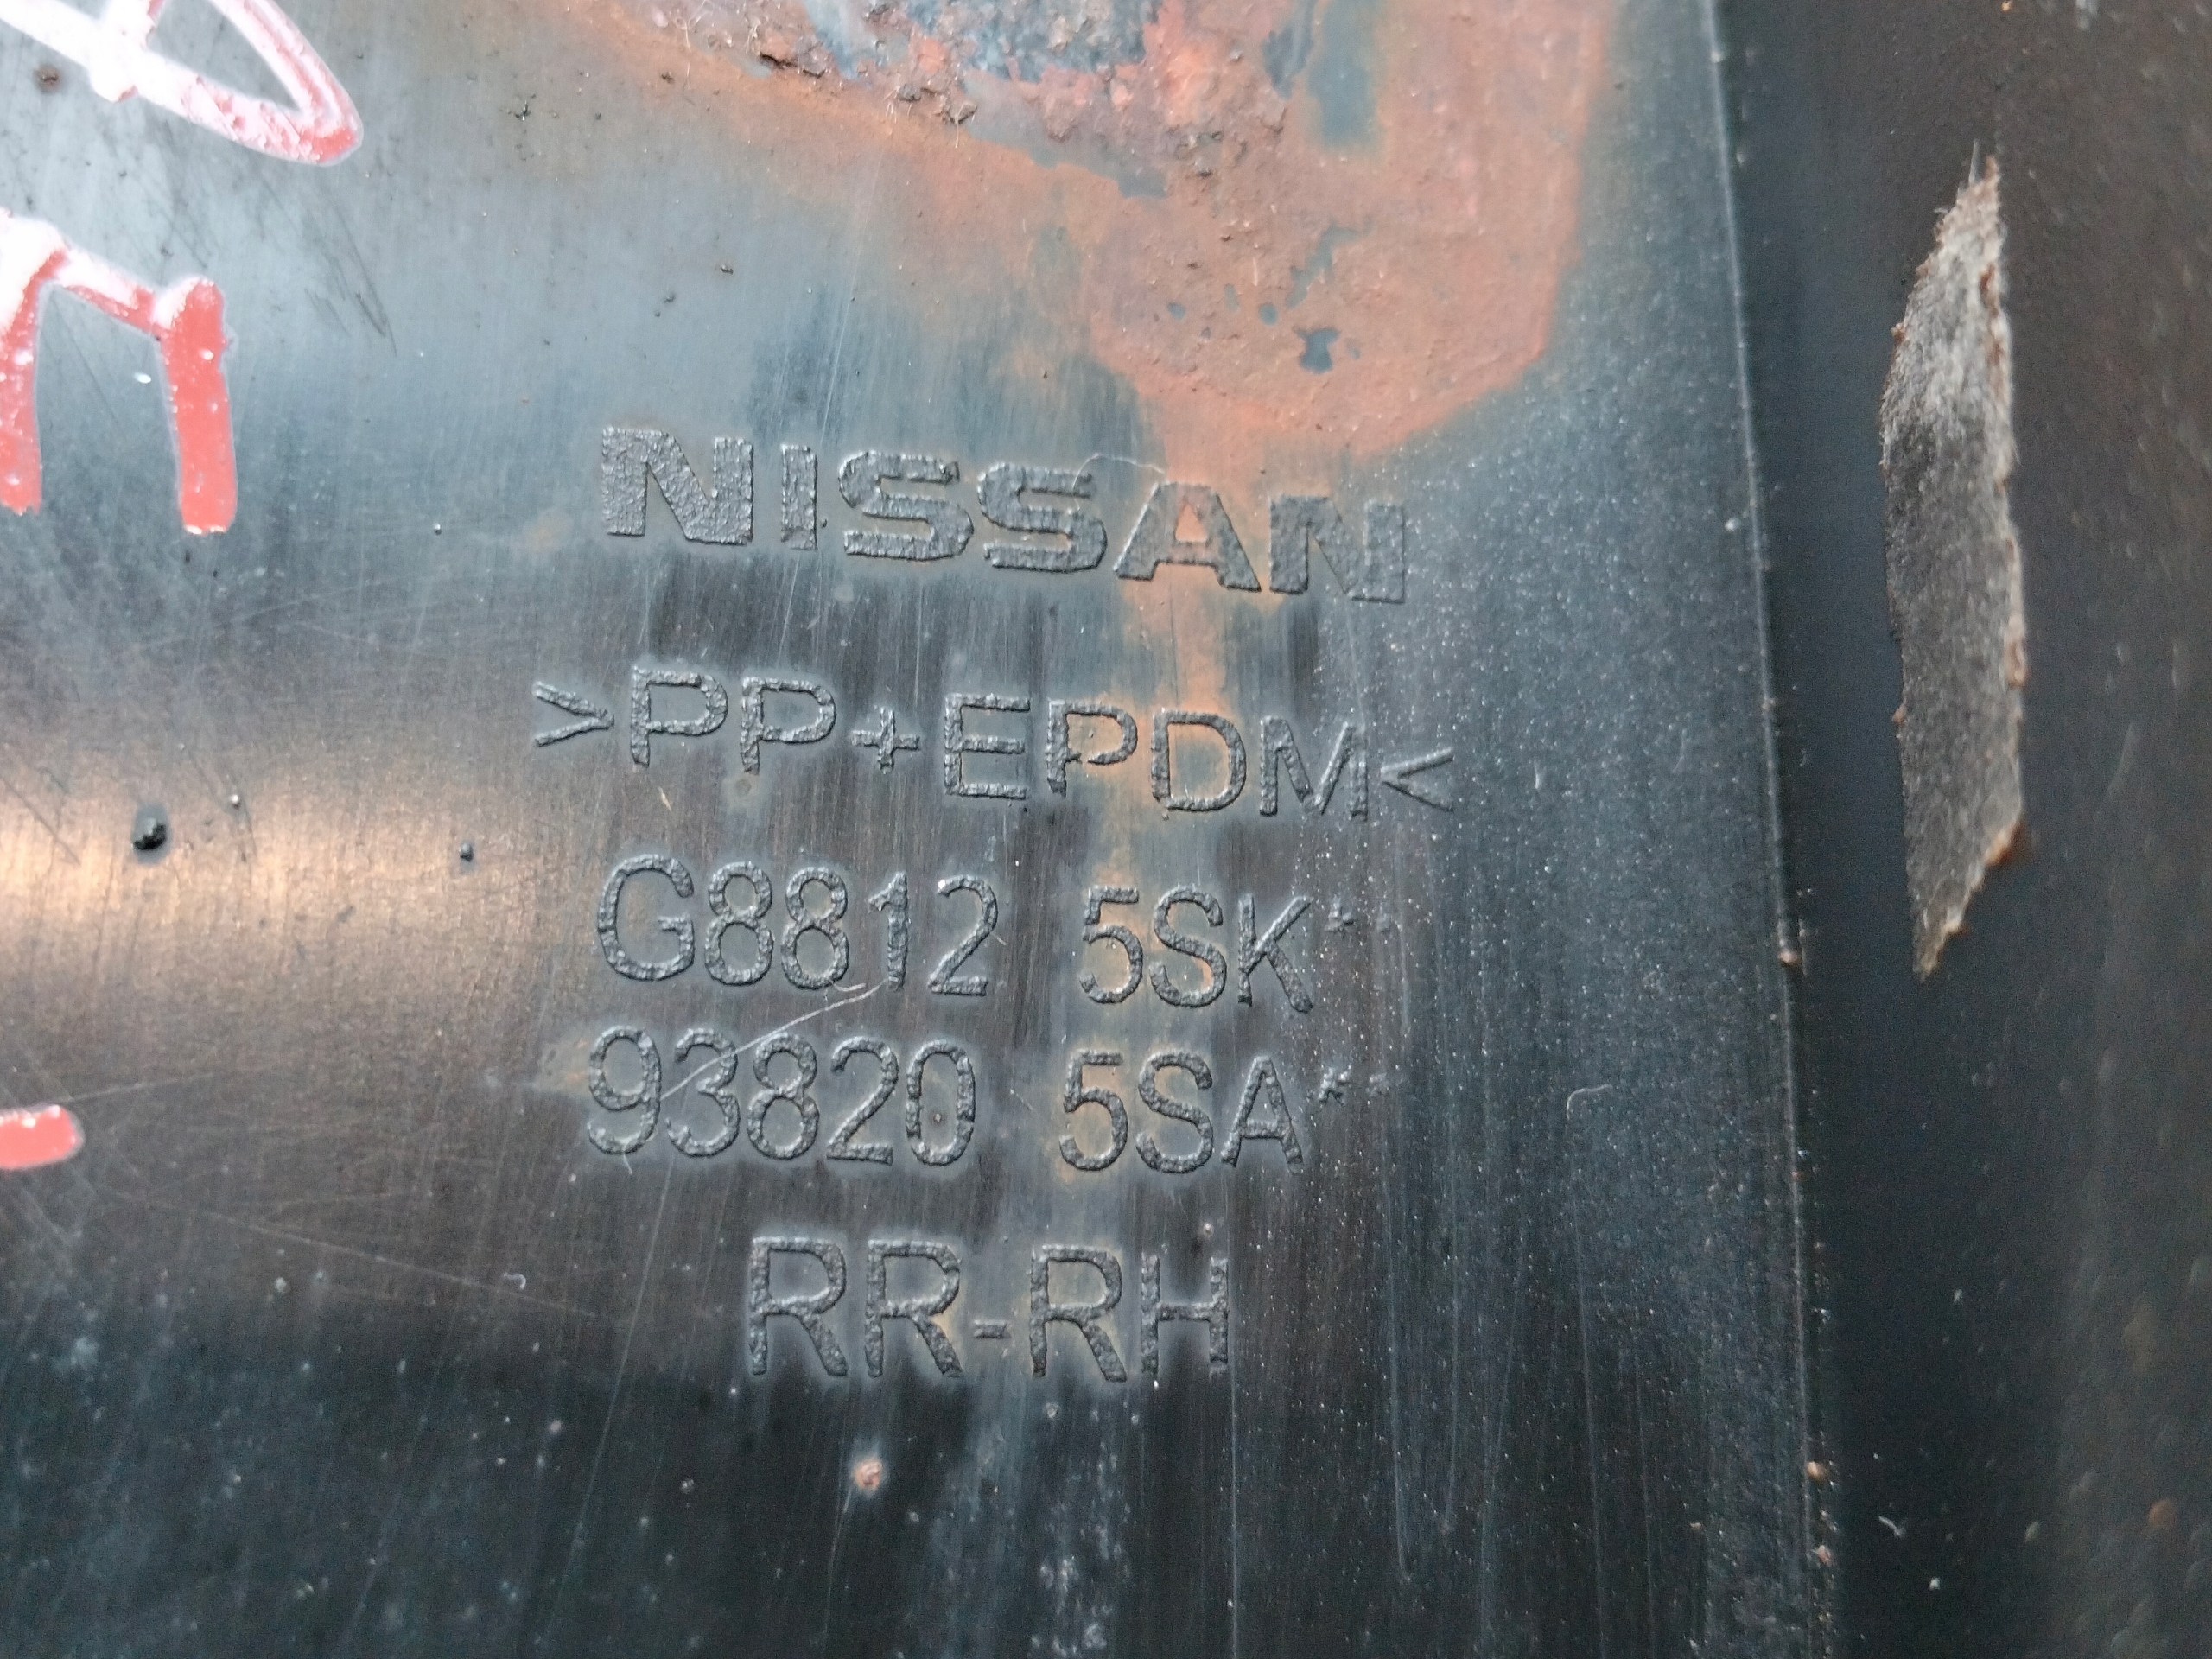 NISSAN
>PP+EPDM<
G8812 5SK**
93820 5SA**
RR-RH